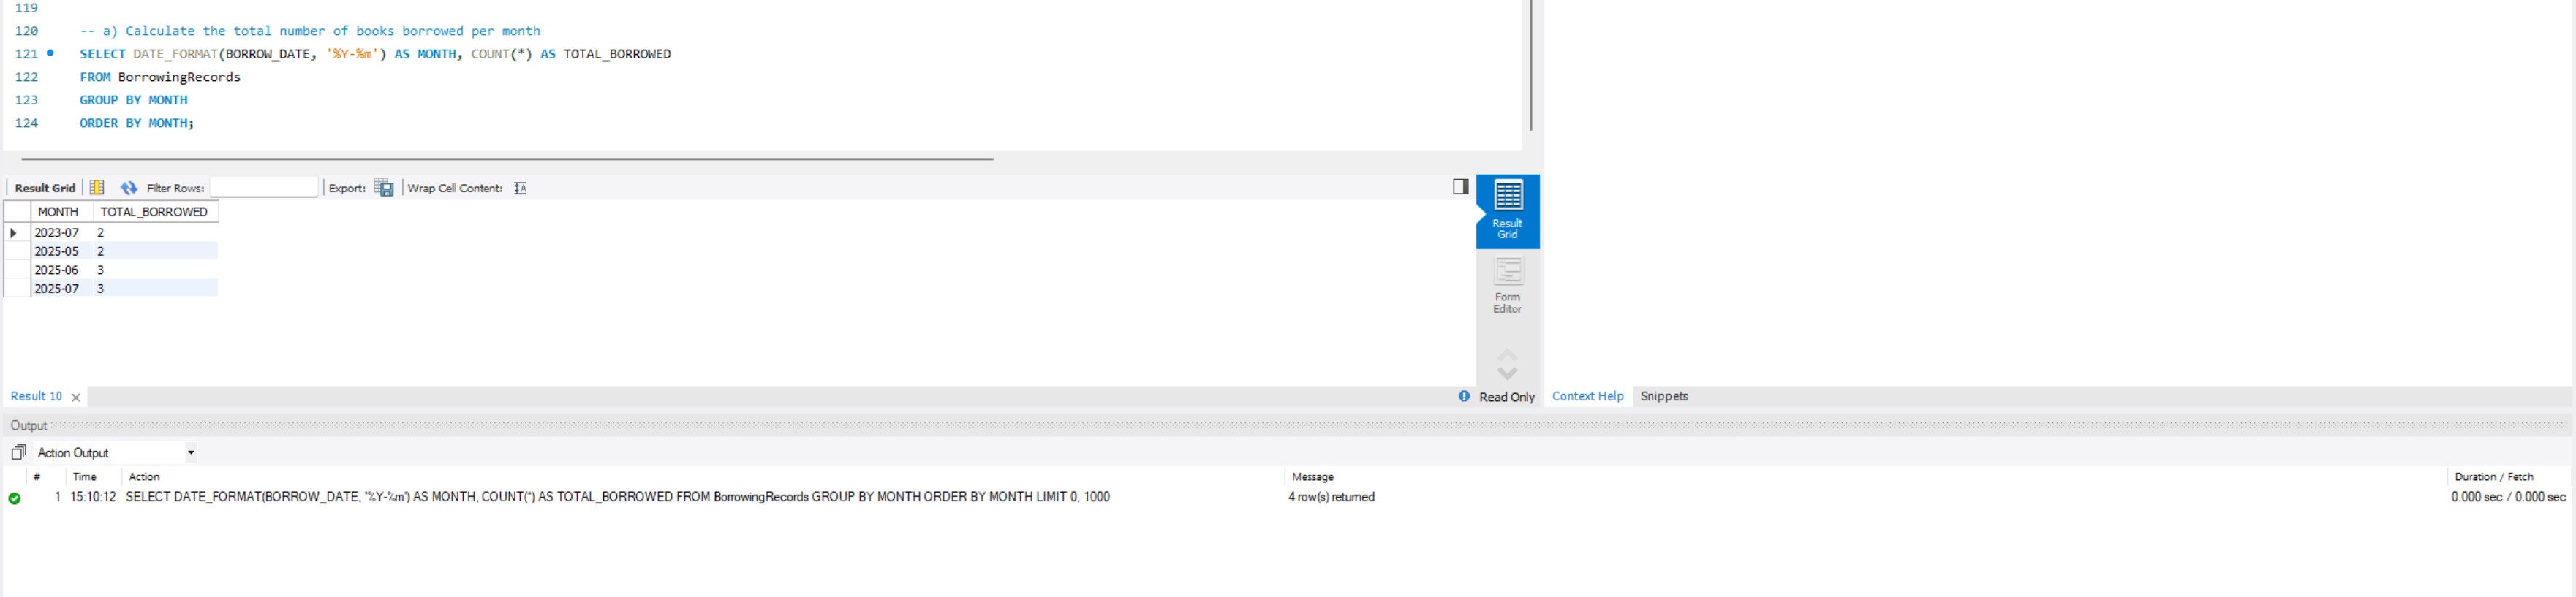 119
120 -- a) Calculate the total number of books borrowed per month
121 SELECT DATE_FORMAT(BORROW_DATE, '%Y-%m') AS MONTH, COUNT(*) AS TOTAL_BORROWED
122 FROM BorrowingRecords
123 GROUP BY MONTH
124 ORDER BY MONTH;
Result Grid Filter Rows: Export: Wrap Cell Content: IA
MONTH TOTAL_BORROWED
2023-07 2
2025-05 2
2025-06 3
2025-07 3
Result
Grid
Form
Editor
Result 10 × Read Only Context Help Snippets
Output
Action Output
# Time Action Message Duration / Fetch
1 15:10:12 SELECT DATE_FORMAT(BORROW_DATE, '%Y-%m') AS MONTH, COUNT(*) AS TOTAL_BORROWED FROM BorrowingRecords GROUP BY MONTH ORDER BY MONTH LIMIT 0, 1000 4 row(s) returned 0.000 sec / 0.000 sec